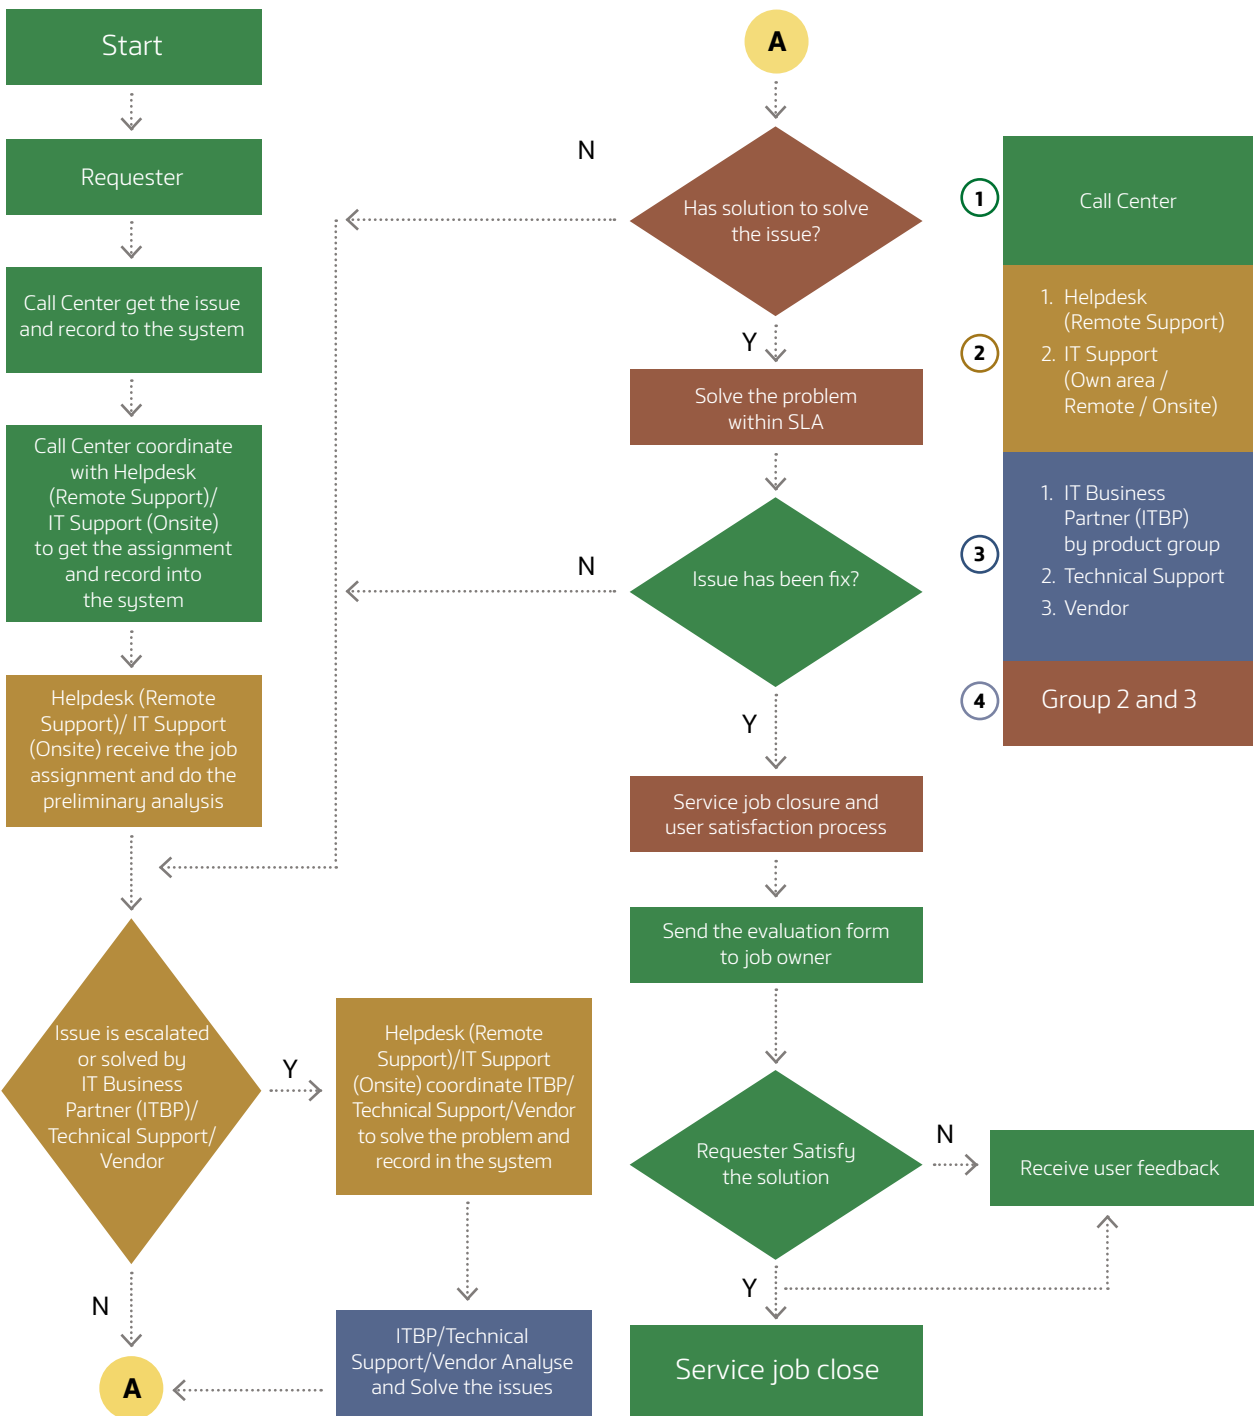 Start
Requester
Call Center get the issue
and record to the system
Call Center coordinate
with Helpdesk
(Remote Support)/
IT Support (Onsite)
to get the assignment
and record into
the system
Helpdesk (Remote
Support)/ IT Support
(Onsite) receive the job
assignment and do the
preliminary analysis
Issue is escalated
or solved by
IT Business
Partner (ITBP)/
Technical Support/
Vendor
Y
N
Helpdesk (Remote
Support)/IT Support
(Onsite) coordinate ITBP/
Technical Support/Vendor
to solve the problem and
record in the system
ITBP/Technical
Support/Vendor Analyse
and Solve the issues
A
A
Has solution to solve
the issue?
N
Y
Solve the problem
within SLA
Issue has been fix?
N
Y
Service job closure and
user satisfaction process
Send the evaluation form
to job owner
Requester Satisfy
the solution
N
Receive user feedback
Y
Service job close
1
Call Center
2
1. Helpdesk
(Remote Support)
2. IT Support
(Own area /
Remote / Onsite)
3
1. IT Business
Partner (ITBP)
by product group
2. Technical Support
3. Vendor
4
Group 2 and 3